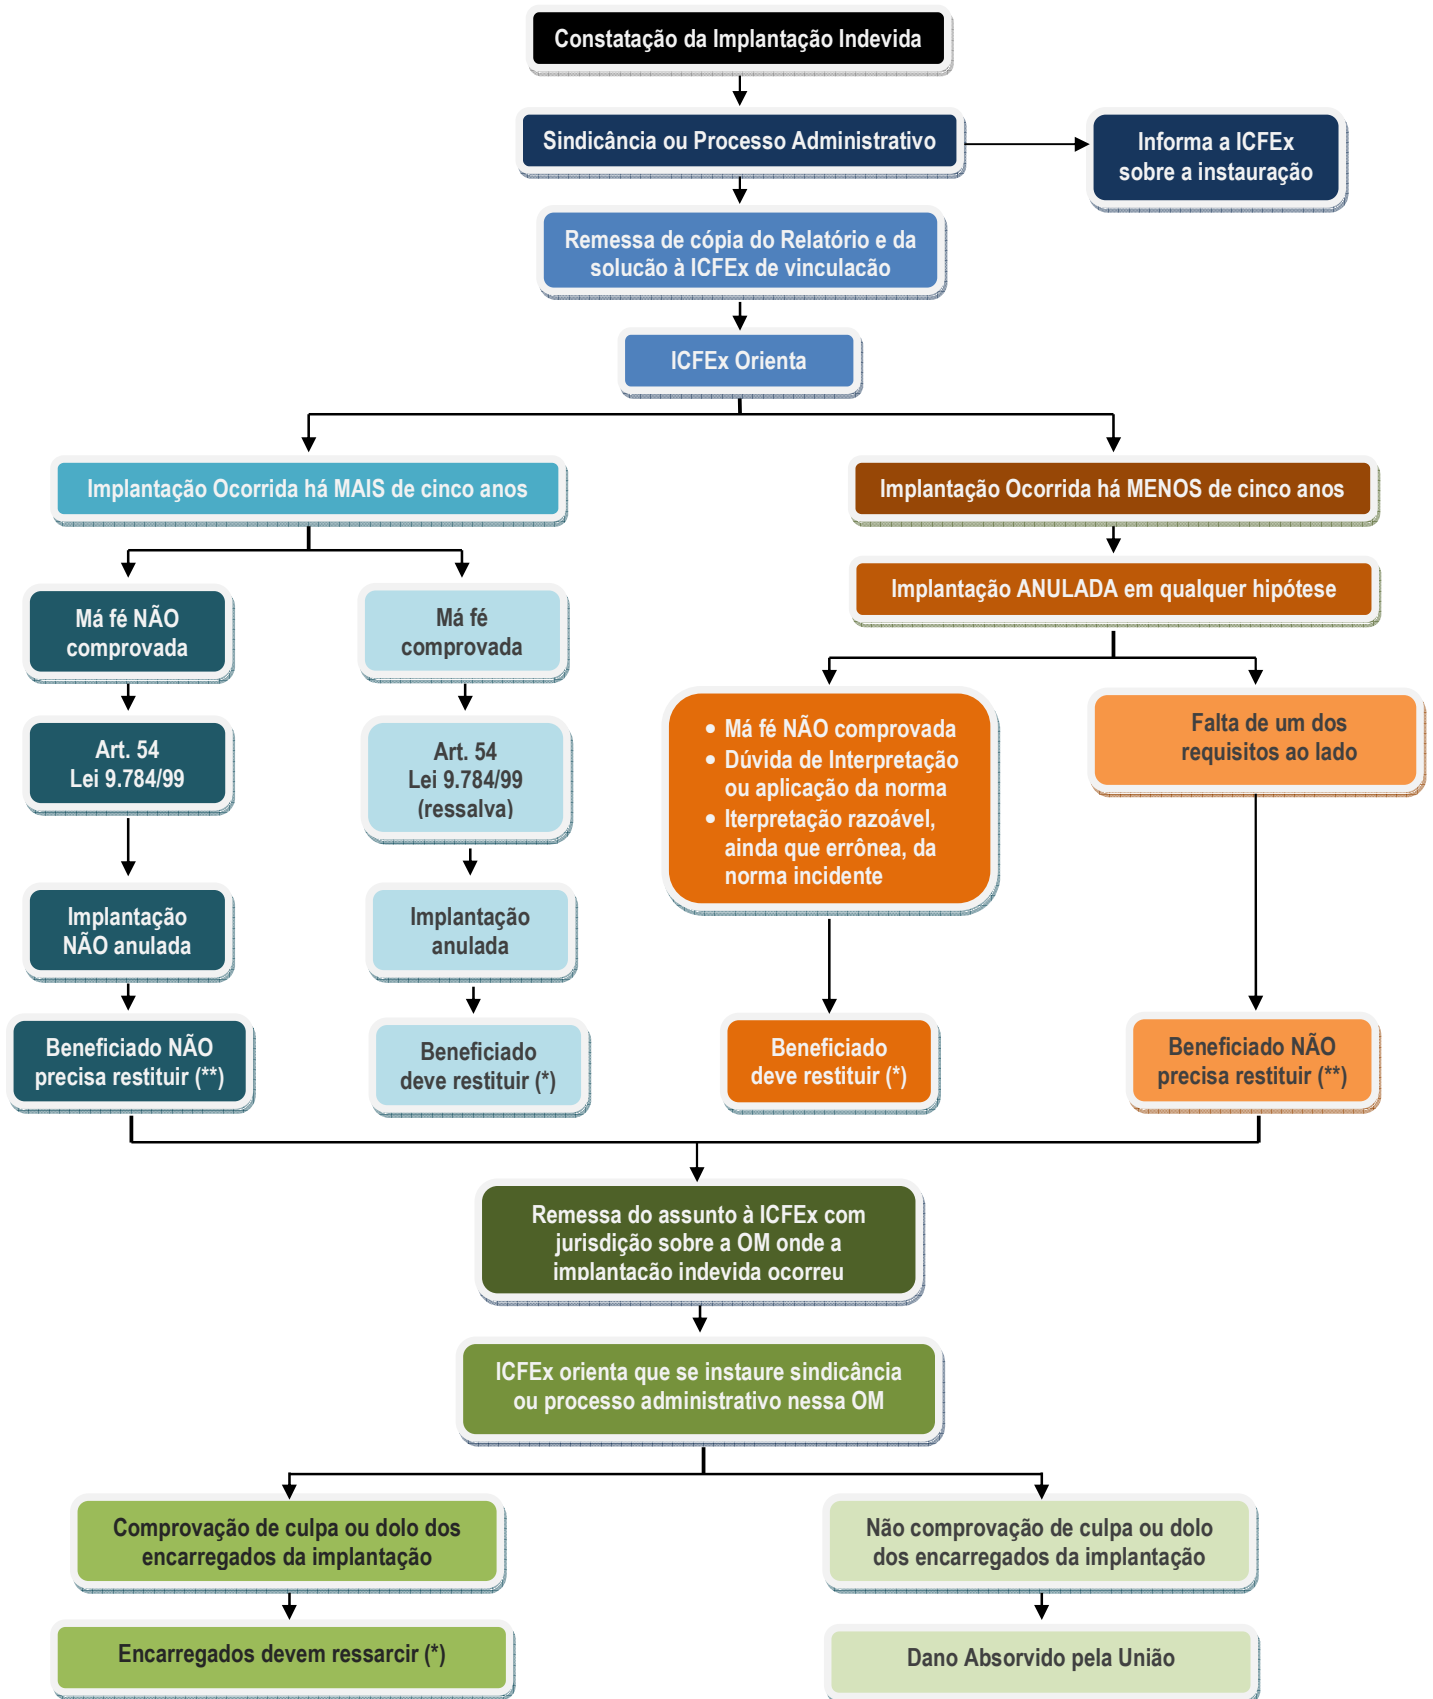 Constatação da Implantação Indevida
Sindicância ou Processo Administrativo
Informa a ICFEx
sobre a instauração
Remessa de cópia do Relatório e da
solucão à ICFEx de vinculacão
ICFEx Orienta
Implantação Ocorrida há MAIS de cinco anos
Implantação Ocorrida há MENOS de cinco anos
Implantação ANULADA em qualquer hipótese
Má fé NÃO
comprovada
Má fé
comprovada
Art. 54
Lei 9.784/99
Art. 54
Lei 9.784/99
(ressalva)
• Má fé NÃO comprovada
• Dúvida de Interpretação
ou aplicação da norma
• Iterpretação razoável,
ainda que errônea, da
norma incidente
Falta de um dos
requisitos ao lado
Implantação
NÃO anulada
Implantação
anulada
Beneficiado NÃO
precisa restituir (**)
Beneficiado
deve restituir (*)
Beneficiado
deve restituir (*)
Beneficiado NÃO
precisa restituir (**)
Remessa do assunto à ICFEx com
jurisdição sobre a OM onde a
implantacão indevida ocorreu
ICFEx orienta que se instaure sindicância
ou processo administrativo nessa OM
Comprovação de culpa ou dolo dos
encarregados da implantação
Não comprovação de culpa ou dolo
dos encarregados da implantação
Encarregados devem ressarcir (*)
Dano Absorvido pela União